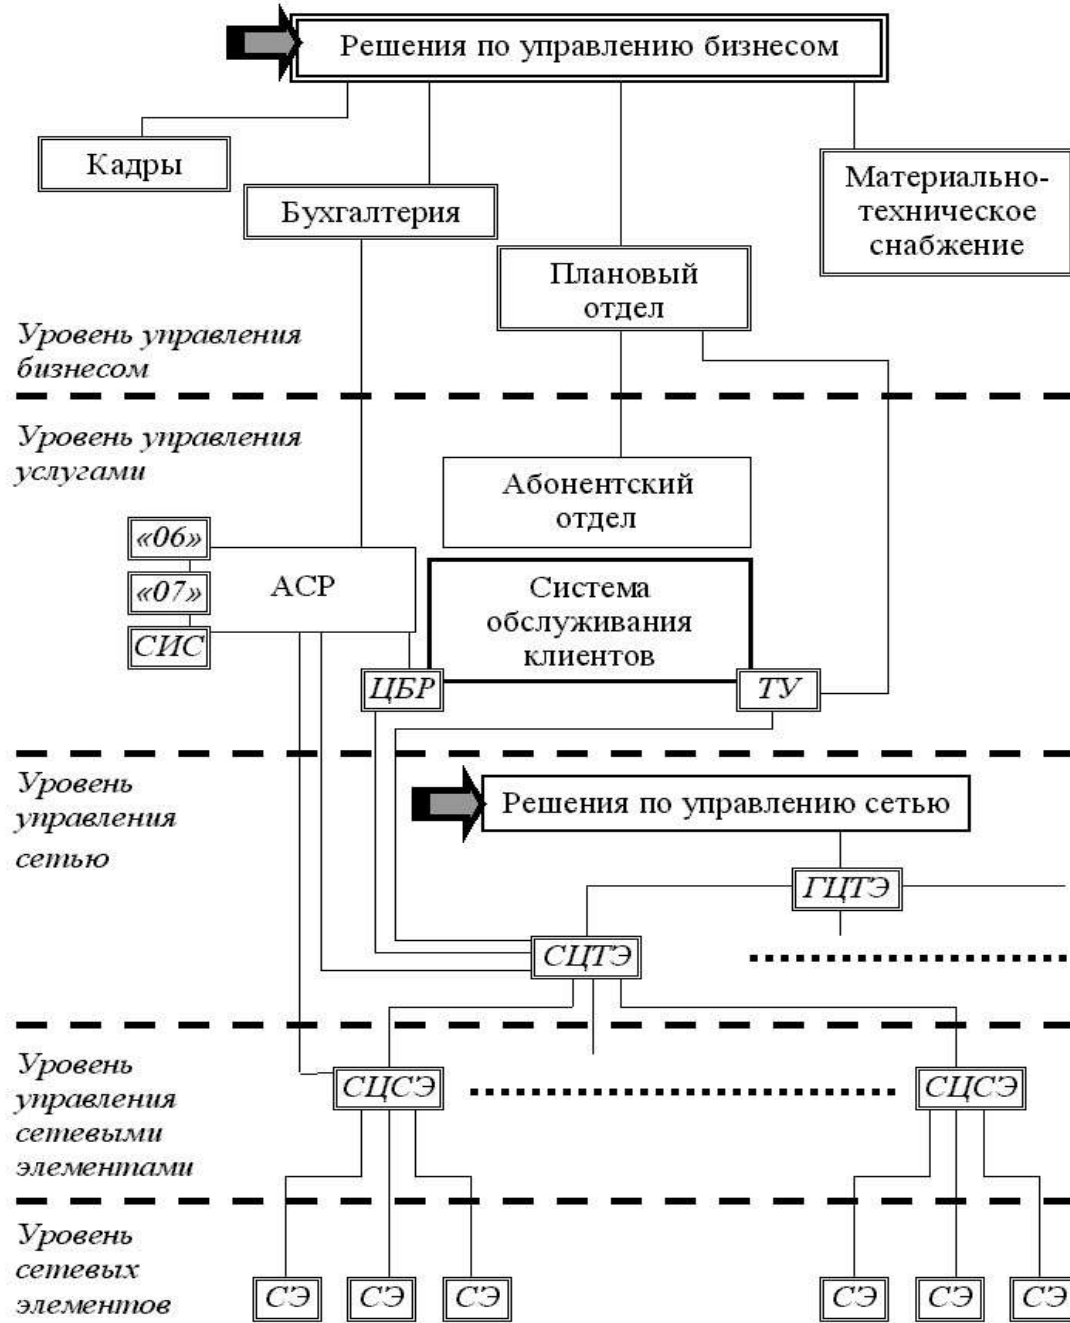 Решения по управлению бизнесом
Кадры
Бухгалтерия
Материально-
техническое
снабжение
Плановый
отдел
Уровень управления
бизнесом
Уровень управления
услугами
Абонентский
отдел
«06»
«07»
СИС
АСР
Система
обслуживания
клиентов
ЦБР
ТУ
Уровень
управления
сетью
Решения по управлению сетью
ГЦТЭ
СЦТЭ
Уровень
управления
сетевыми
элементами
СЦСЭ
СЦСЭ
Уровень
сетевых
элементов
СЭ
СЭ
СЭ
СЭ
СЭ
СЭ